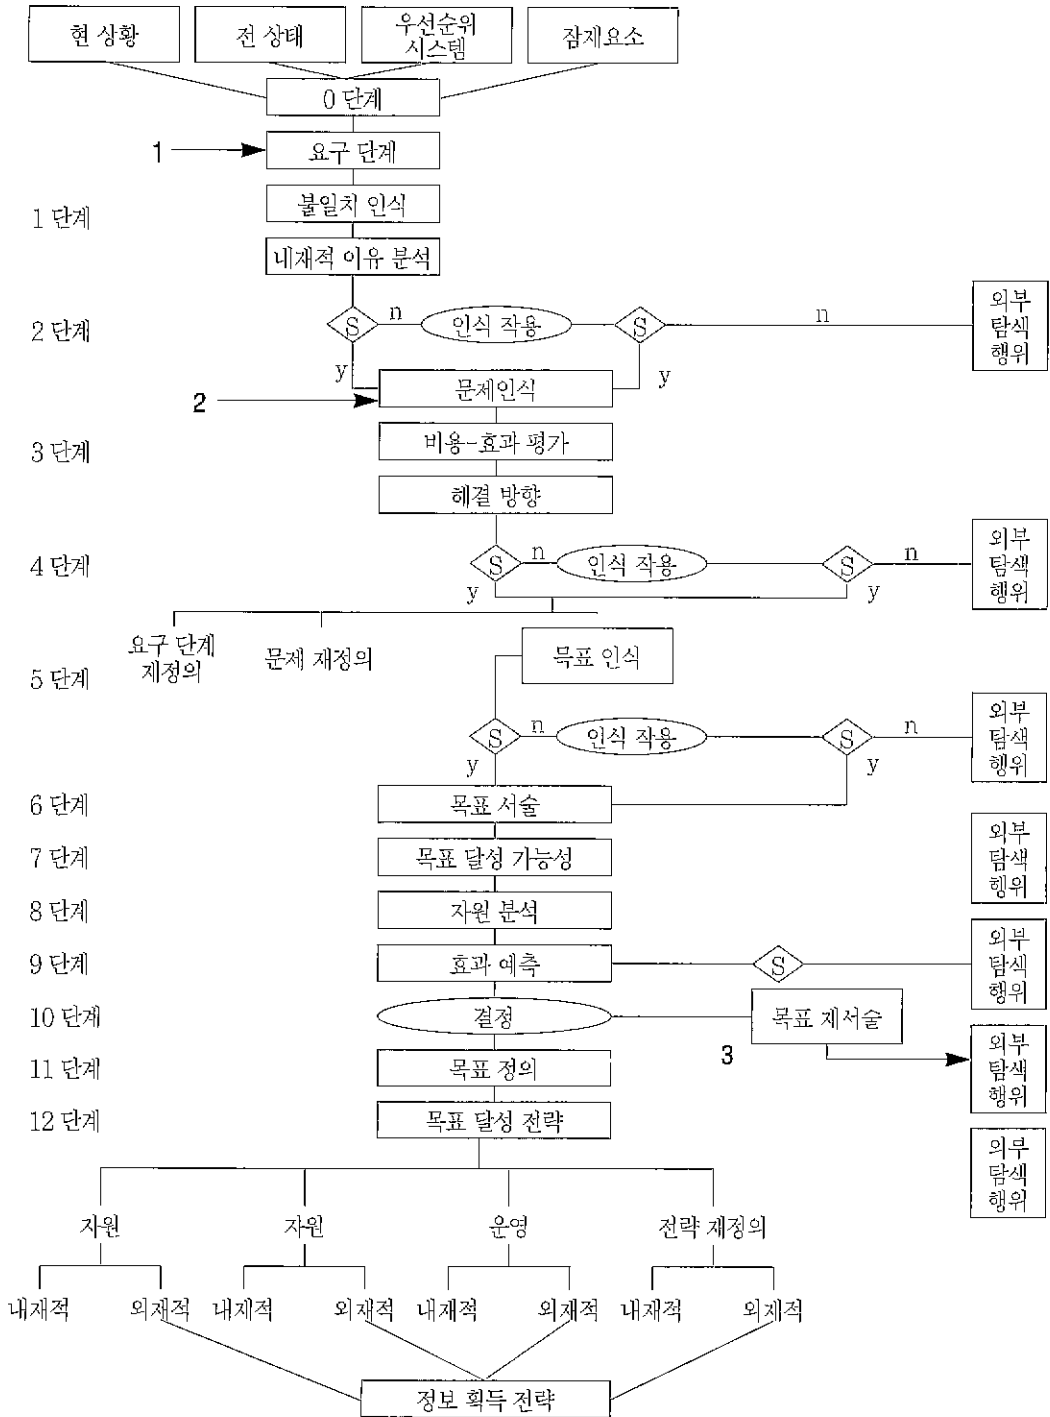 현 상황
전 상태
우선순위
시스템
잠재요소
0 단계
1
요구 단계
1 단계
불일치 인식
내재적 이유 분석
2 단계
S
n
인식 작용
S
n
외부
탐색
행위
y
y
2
문제인식
3 단계
비용-효과 평가
해결 방향
4 단계
S
n
인식 작용
S
n
외부
탐색
행위
y
y
요구 단계
재정의
문제 재정의
목표 인식
5 단계
S
n
인식 작용
S
n
외부
탐색
행위
y
y
6 단계
목표 서술
7 단계
목표 달성 가능성
외부
탐색
행위
8 단계
자원 분석
9 단계
효과 예측
S
외부
탐색
행위
10 단계
결정
목표 재서술
3
외부
탐색
행위
11 단계
목표 정의
12 단계
목표 달성 전략
외부
탐색
행위
자원
자원
운영
전략 재정의
내재적
외재적
내재적
외재적
내재적
외재적
내재적
외재적
정보 획득 전략